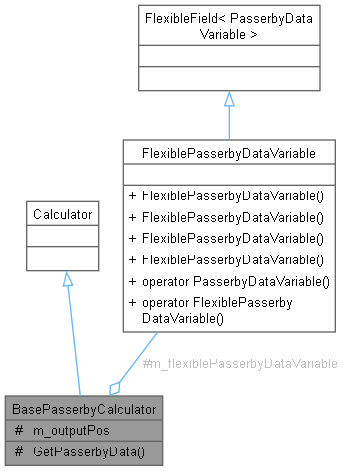 FlexibleField< PasserbyData
Variable >
FlexiblePasserbyDataVariable
+ FlexiblePasserbyDataVariable()
+ FlexiblePasserbyDataVariable()
+ FlexiblePasserbyDataVariable()
+ FlexiblePasserbyDataVariable()
+ operator PasserbyDataVariable()
+ operator FlexiblePasserby
DataVariable()
Calculator
#m_flexiblePasserbyDataVariable
BasePasserbyCalculator
# m_outputPos
# GetPasserbyData()